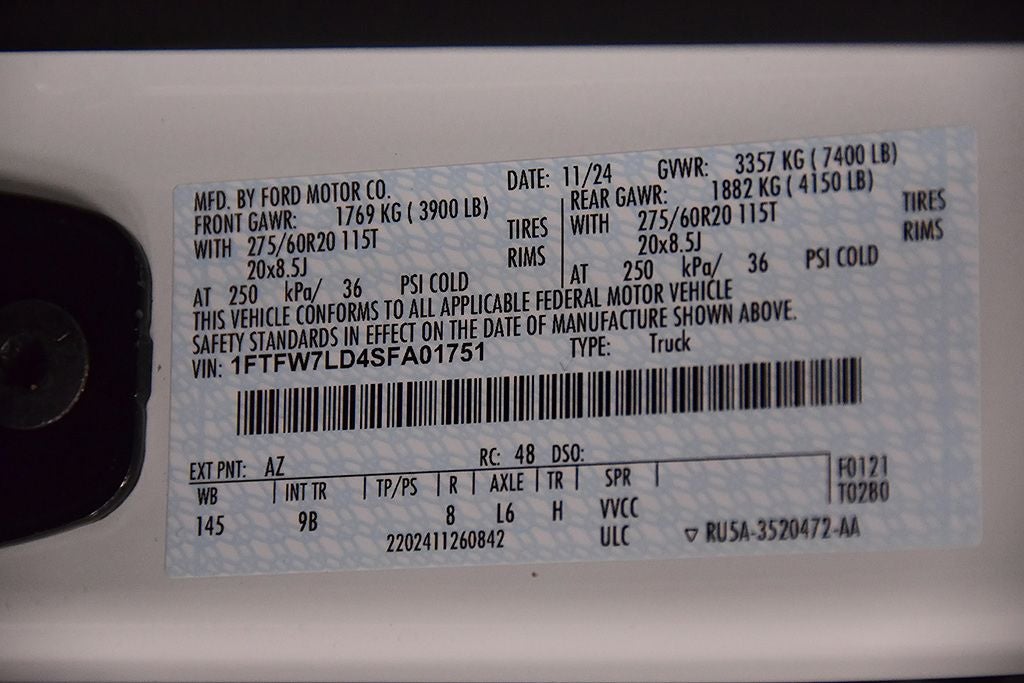 MFD. BY FORD MOTOR CO. DATE: 11/24 GVWR: 3357 KG ( 7400 LB)
FRONT GAWR: 1769 KG ( 3900 LB) REAR GAWR: 1882 KG ( 4150 LB)
WITH 275/60R20 115T TIRES WITH 275/60R20 115T TIRES
20x8.5J RIMS 20x8.5J RIMS
AT 250 kPa/ 36 PSI COLD AT 250 kPa/ 36 PSI COLD
THIS VEHICLE CONFORMS TO ALL APPLICABLE FEDERAL MOTOR VEHICLE
SAFETY STANDARDS IN EFFECT ON THE DATE OF MANUFACTURE SHOWN ABOVE.
VIN: 1FTFW7LD4SFA01751 TYPE: Truck
EXT PNT: AZ RC: 48 DSO:
WB INT TR TP/PS R AXLE TR SPR F0121
145 9B 8 L6 H VVCC T02B0
2202411260842 ULC ▽ RU5A-3520472-AA